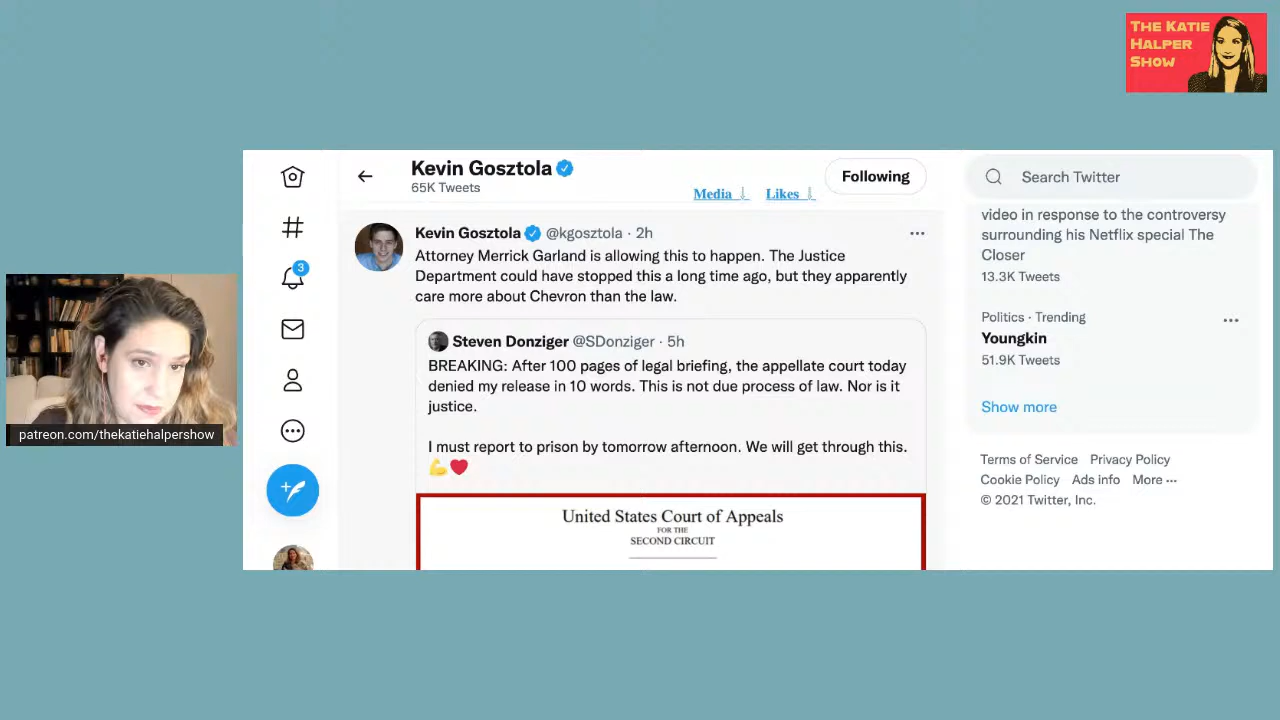 THE KATIE
HALPER
SHOW
Kevin Gosztola
65K Tweets
Media ↓ Likes ↓
Following
Search Twitter
Kevin Gosztola @kgosztola · 2h
Attorney Merrick Garland is allowing this to happen. The Justice
Department could have stopped this a long time ago, but they apparently
care more about Chevron than the law.
Steven Donziger @SDonziger · 5h
BREAKING: After 100 pages of legal briefing, the appellate court today
denied my release in 10 words. This is not due process of law. Nor is it
justice.
I must report to prison by tomorrow afternoon. We will get through this.
💪❤️
United States Court of Appeals
FOR THE
SECOND CIRCUIT
video in response to the controversy
surrounding his Netflix special The
Closer
13.3K Tweets
Politics · Trending
Youngkin
51.9K Tweets
Show more
Terms of Service Privacy Policy
Cookie Policy Ads info More ···
© 2021 Twitter, Inc.
3
patreon.com/thekatiehalpershow